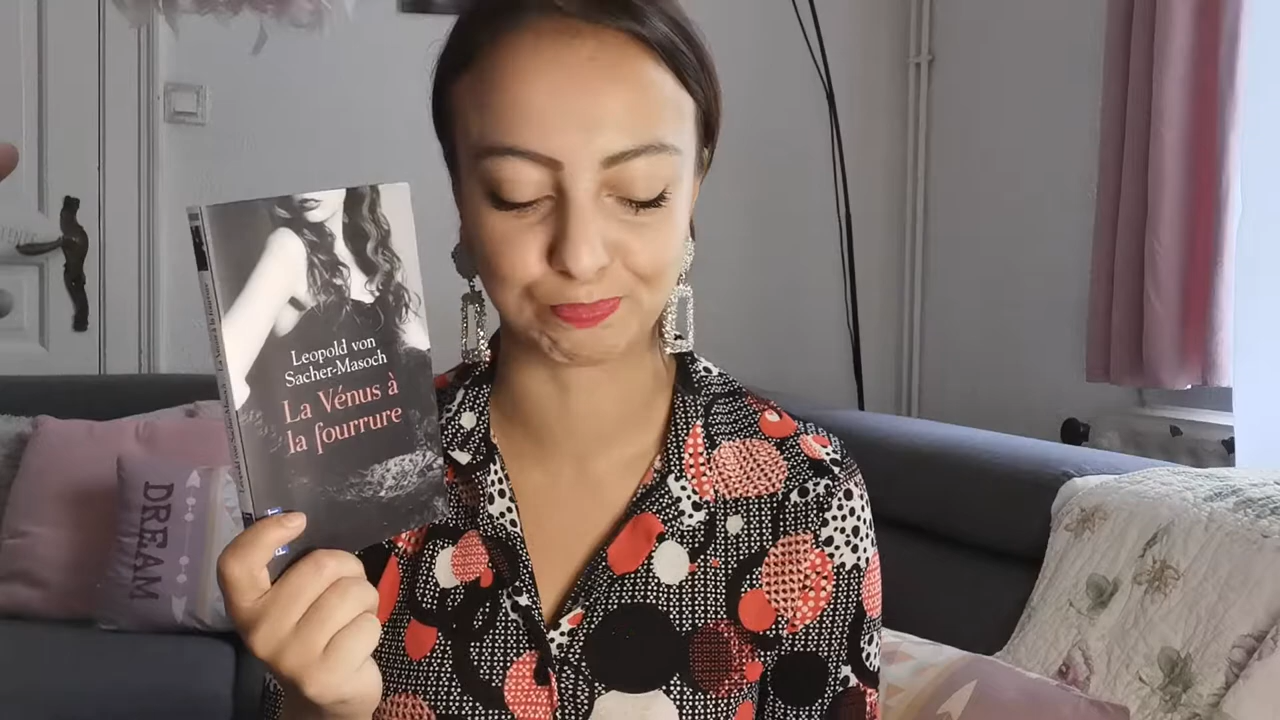 Leopold von
Sacher-Masoch
La Vénus à
la fourrure
DREAM